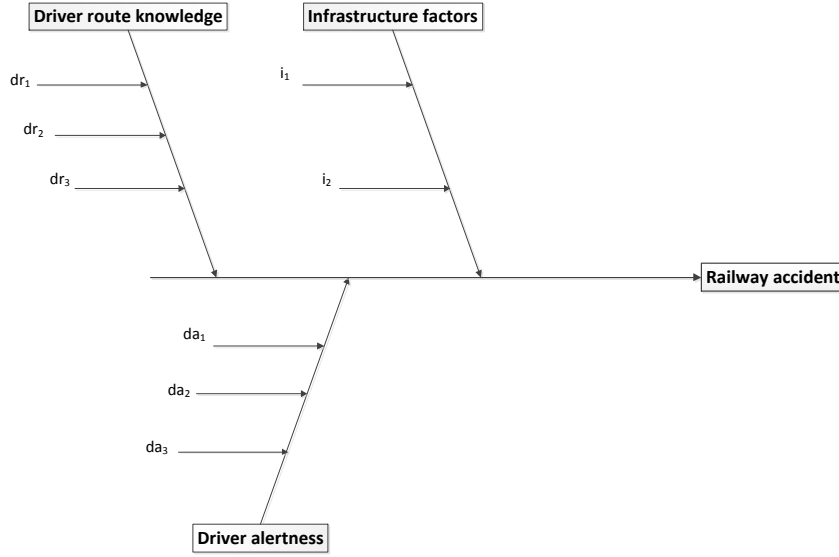 Driver route knowledge
Infrastructure factors
dr₁
i₁
dr₂
dr₃
i₂
Railway accident
da₁
da₂
da₃
Driver alertness